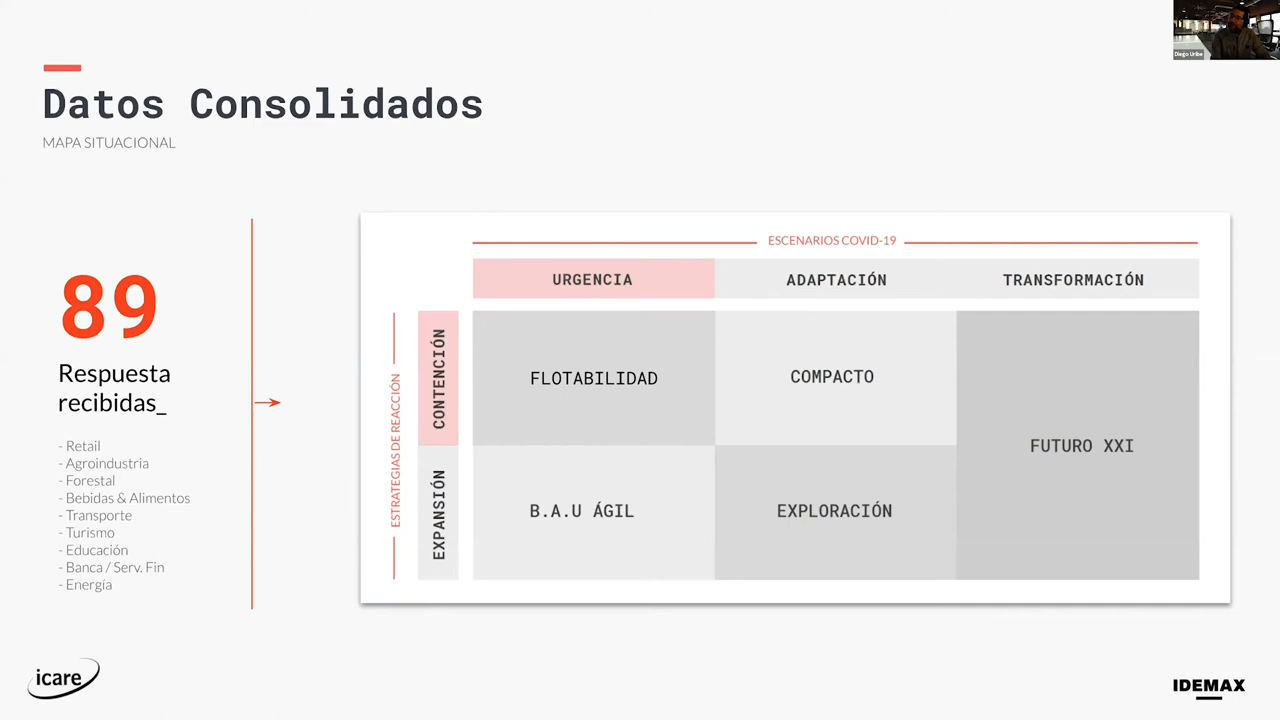 Diego Uribe
Datos Consolidados
MAPA SITUACIONAL
89
Respuesta
recibidas_
- Retail
- Agroindustria
- Forestal
- Bebidas & Alimentos
- Transporte
- Turismo
- Educación
- Banca / Serv. Fin
- Energía
ESCENARIOS COVID-19
URGENCIA
ADAPTACIÓN
TRANSFORMACIÓN
ESTRATEGIAS DE REACCIÓN
CONTENCIÓN
FLOTABILIDAD
COMPACTO
FUTURO XXI
EXPANSIÓN
B.A.U ÁGIL
EXPLORACIÓN
icare
IDEMAX